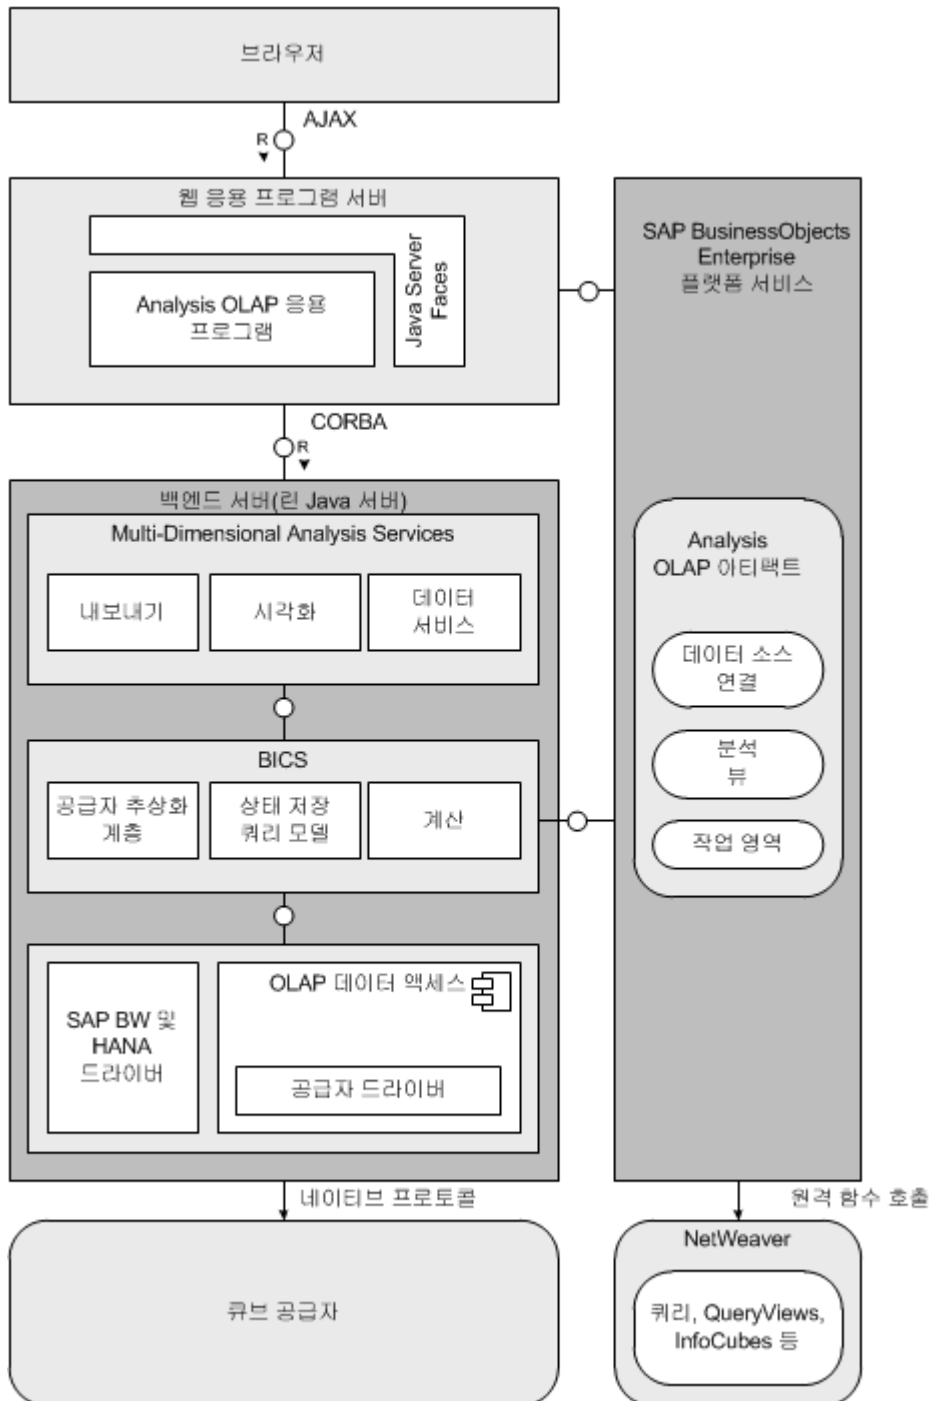 브라우저
AJAX
R
웹 응용 프로그램 서버
Analysis OLAP 응용
프로그램
Java Server
Faces
SAP BusinessObjects
Enterprise
플랫폼 서비스
CORBA
R
백엔드 서버(린 Java 서버)
Multi-Dimensional Analysis Services
내보내기
시각화
데이터
서비스
Analysis
OLAP 아티팩트
데이터 소스
연결
분석
뷰
작업 영역
BICS
공급자 추상화
계층
상태 저장
쿼리 모델
계산
SAP BW 및
HANA
드라이버
OLAP 데이터 액세스
공급자 드라이버
네이티브 프로토콜
원격 함수 호출
큐브 공급자
NetWeaver
쿼리, QueryViews,
InfoCubes 등